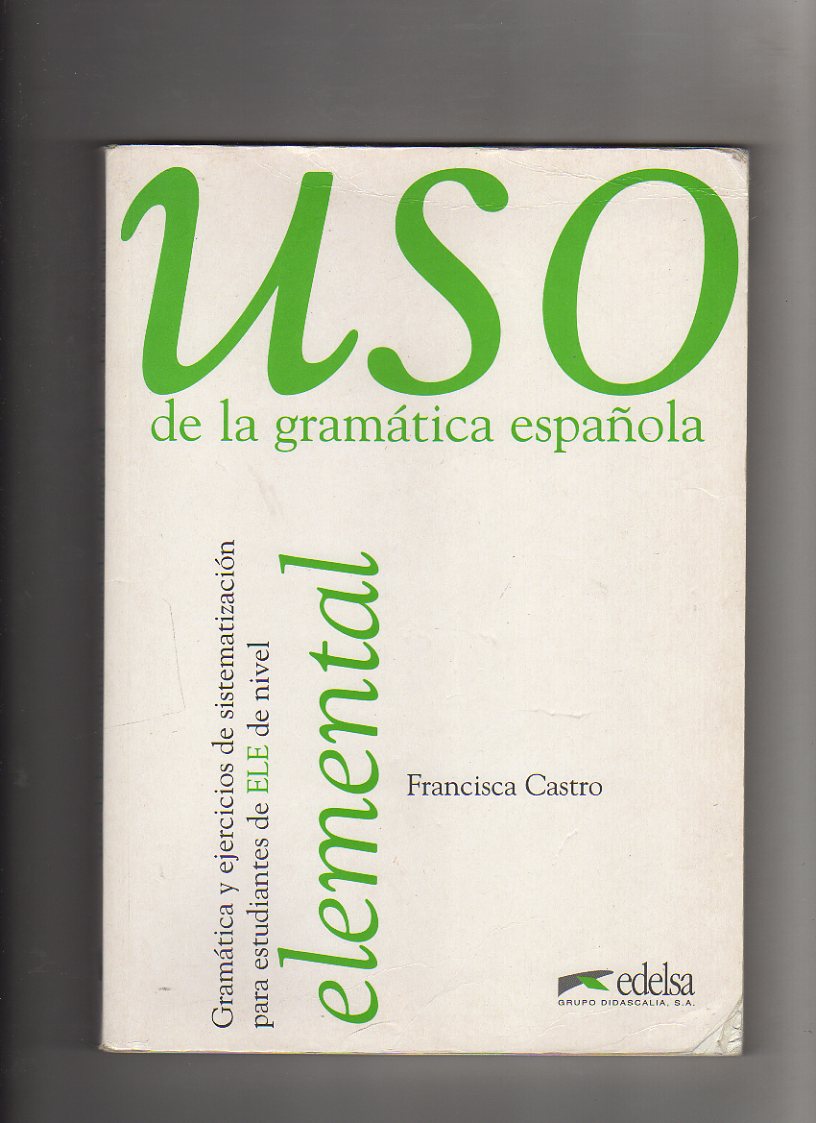 uso
de la gramática española
Gramática y ejercicios de sistematización
para estudiantes de ELE de nivel
elemental
Francisca Castro
edelsa
GRUPO DIDASCALIA, S.A.